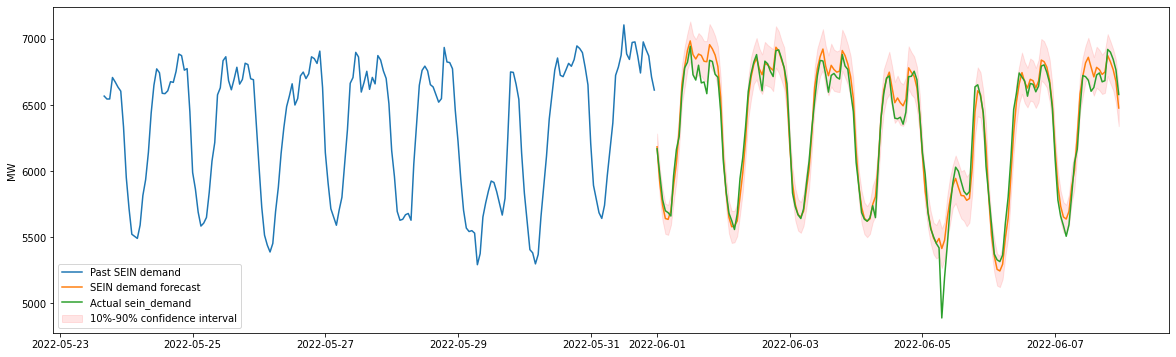 7000
6500
6000
5500
5000
MW
Past SEIN demand
SEIN demand forecast
Actual sein_demand
10%-90% confidence interval
2022-05-23 2022-05-25 2022-05-27 2022-05-29 2022-05-31 2022-06-01 2022-06-03 2022-06-05 2022-06-07